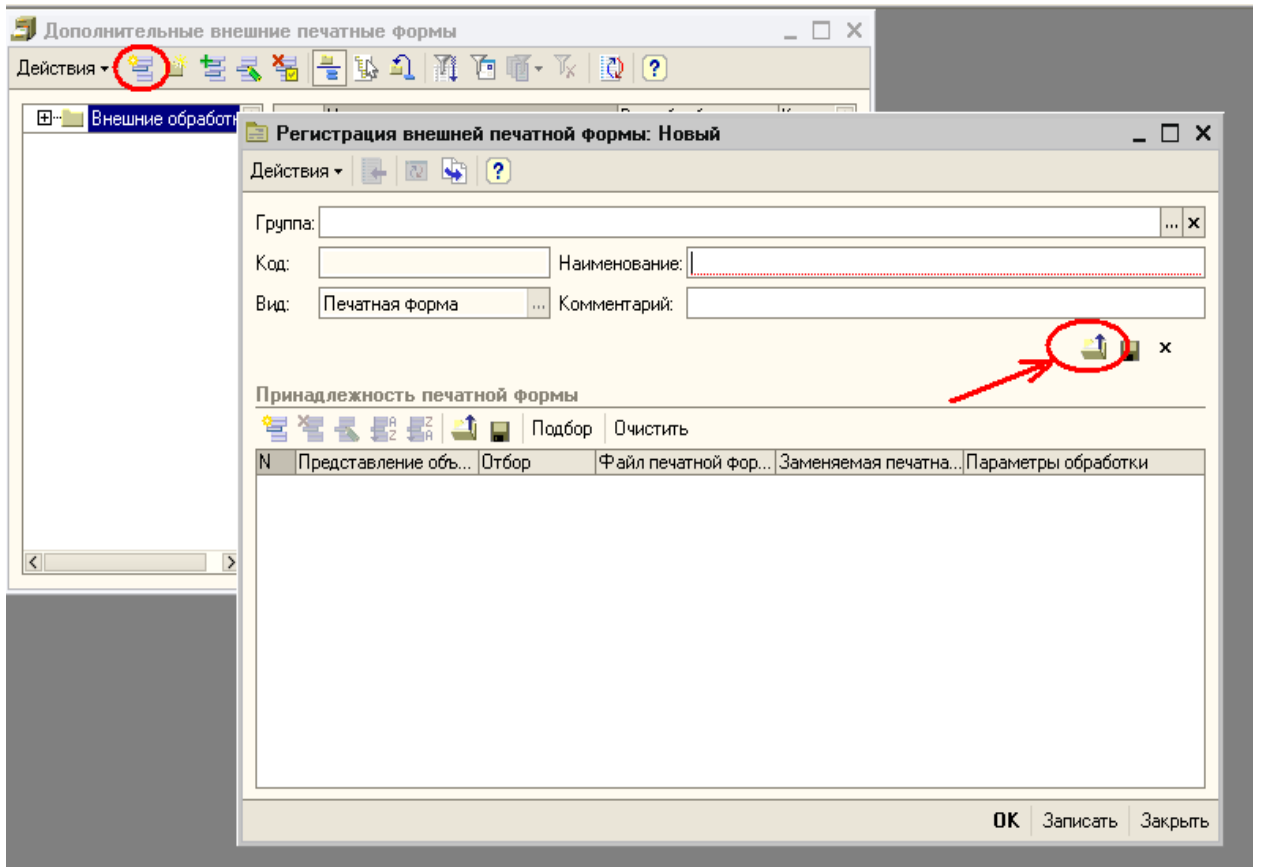 Дополнительные внешние печатные формы
Действия
Внешние обработ
Регистрация внешней печатной формы: Новый
Действия
Группа:
Код:
Наименование:
Вид: Печатная форма
Комментарий:
Принадлежность печатной формы
Подбор Очистить
N Представление объ... Отбор Файл печатной фор... Заменяемая печатна... Параметры обработки
OK Записать Закрыть